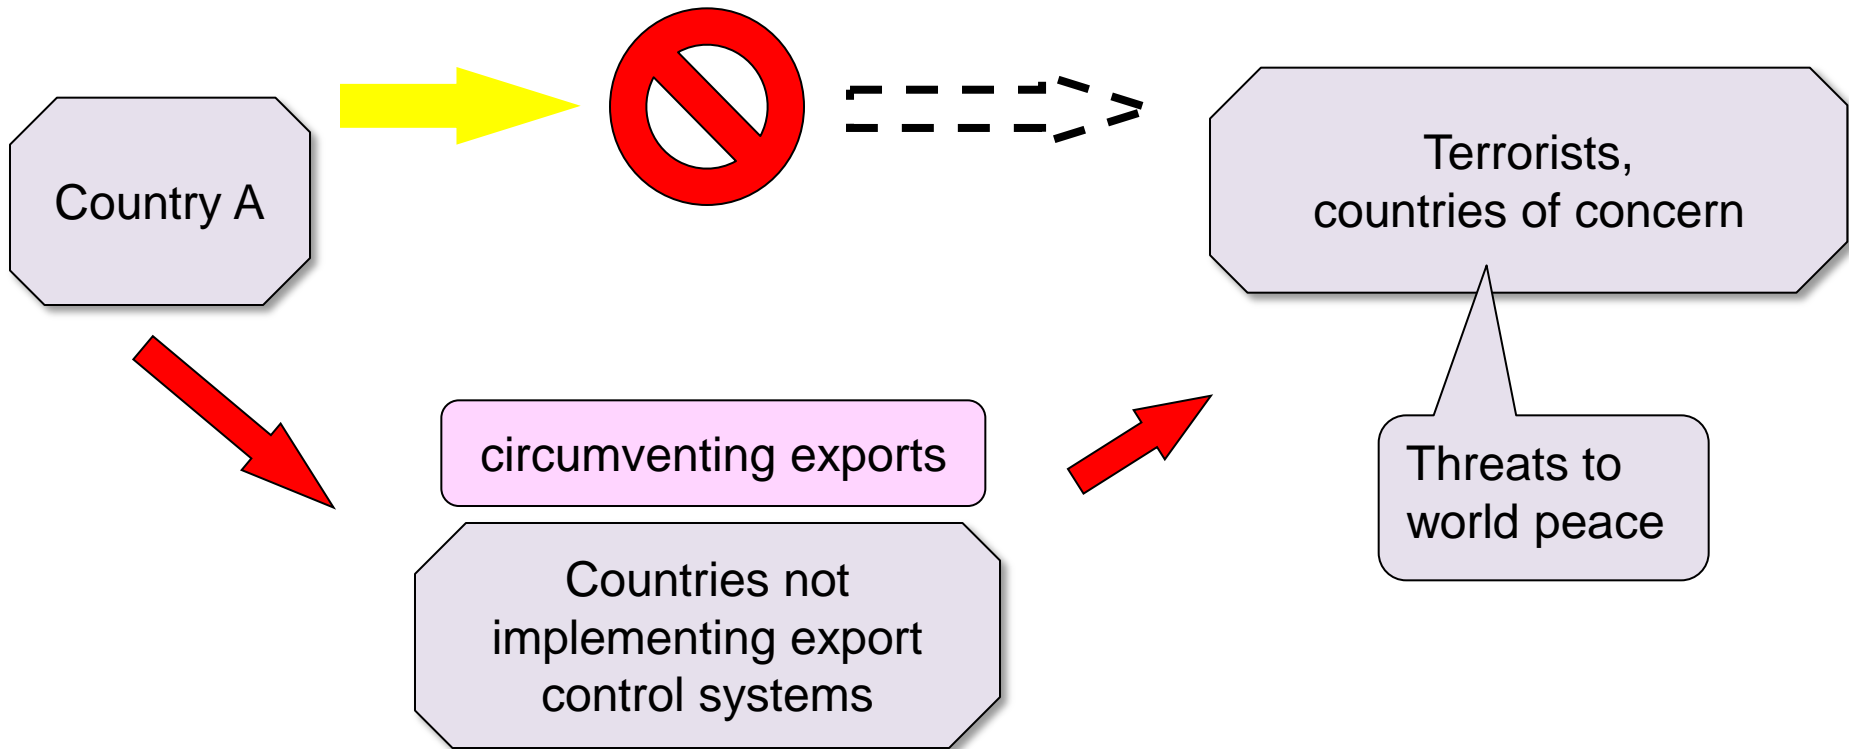 Country A
Terrorists,
countries of concern
circumventing exports
Threats to
world peace
Countries not
implementing export
control systems